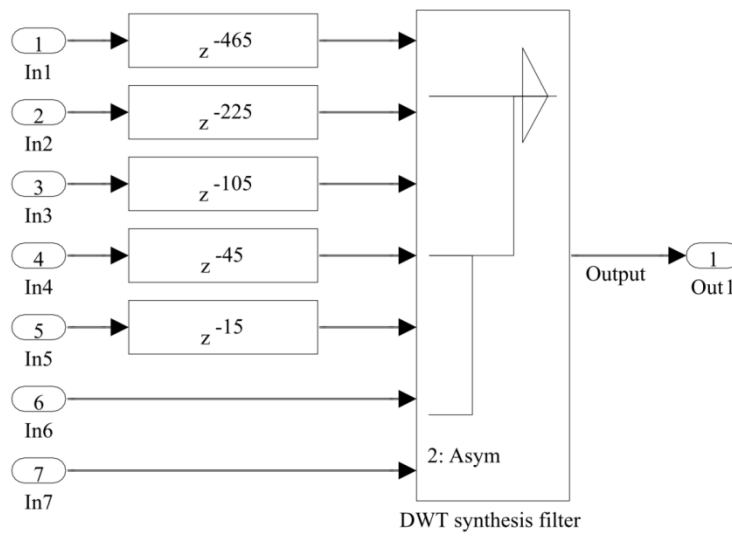 1
In1
z -465
2
In2
z -225
3
In3
z -105
4
In4
z -45
5
In5
z -15
6
In6
7
In7
2: Asym
DWT synthesis filter
Output
1
Out1